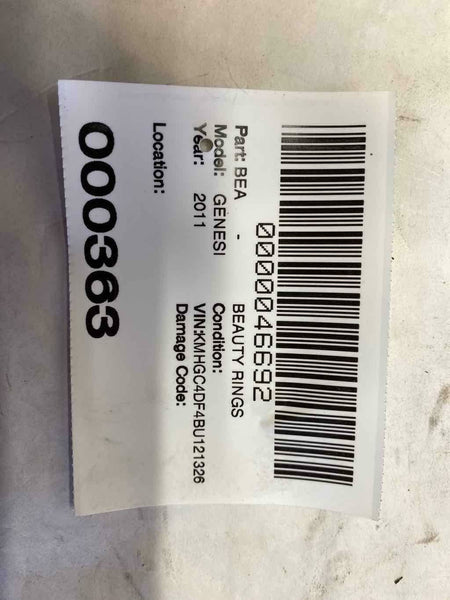 0000046692
Part: BEA - BEAUTY RINGS
Model: GENESI Condition:
Year: 2011 VIN:KMHGC4DF4BU121326
Damage Code:
Location:
000363